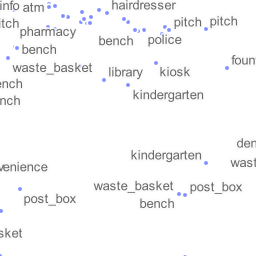 info atm hairdresser
itch pitch pitch
pharmacy
bench police
bench
waste_basket library kiosk foun
ench
kindergarten
nch
den
kindergarten
venience wast
waste_basket post_box
post_box bench
sket